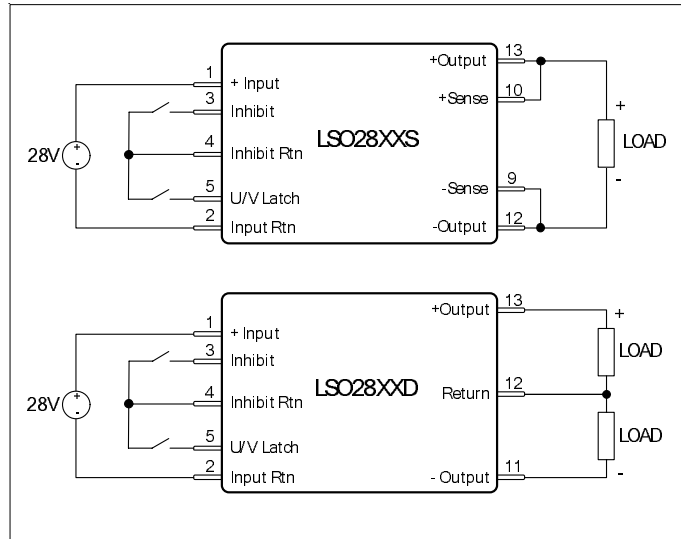 13
+Output
1
+ Input
3
Inhibit
10
+Sense
+
LSO28XXS
4
Inhibit Rtn
28V
+
-
LOAD
5
U/V Latch
9
-Sense
-
2
Input Rtn
12
-Output
13
+Output
+
1
+ Input
3
Inhibit
LOAD
LSO28XXD
4
Inhibit Rtn
12
Return
28V
+
-
5
U/V Latch
LOAD
2
Input Rtn
11
- Output
-